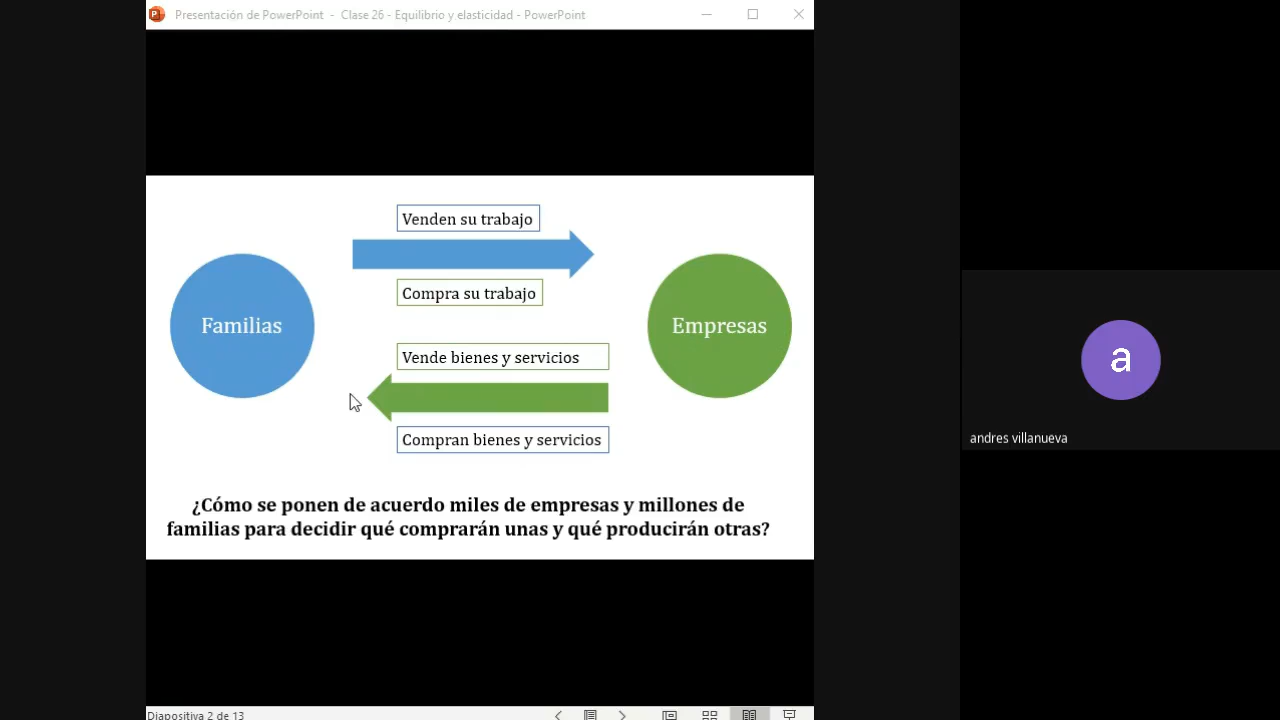 Presentación de PowerPoint - Clase 26 - Equilibrio y elasticidad - PowerPoint
Venden su trabajo
Compra su trabajo
Familias
Empresas
Vende bienes y servicios
Compran bienes y servicios
¿Cómo se ponen de acuerdo miles de empresas y millones de
familias para decidir qué comprarán unas y qué producirán otras?
a
andres villanueva
Diapositiva 2 de 13